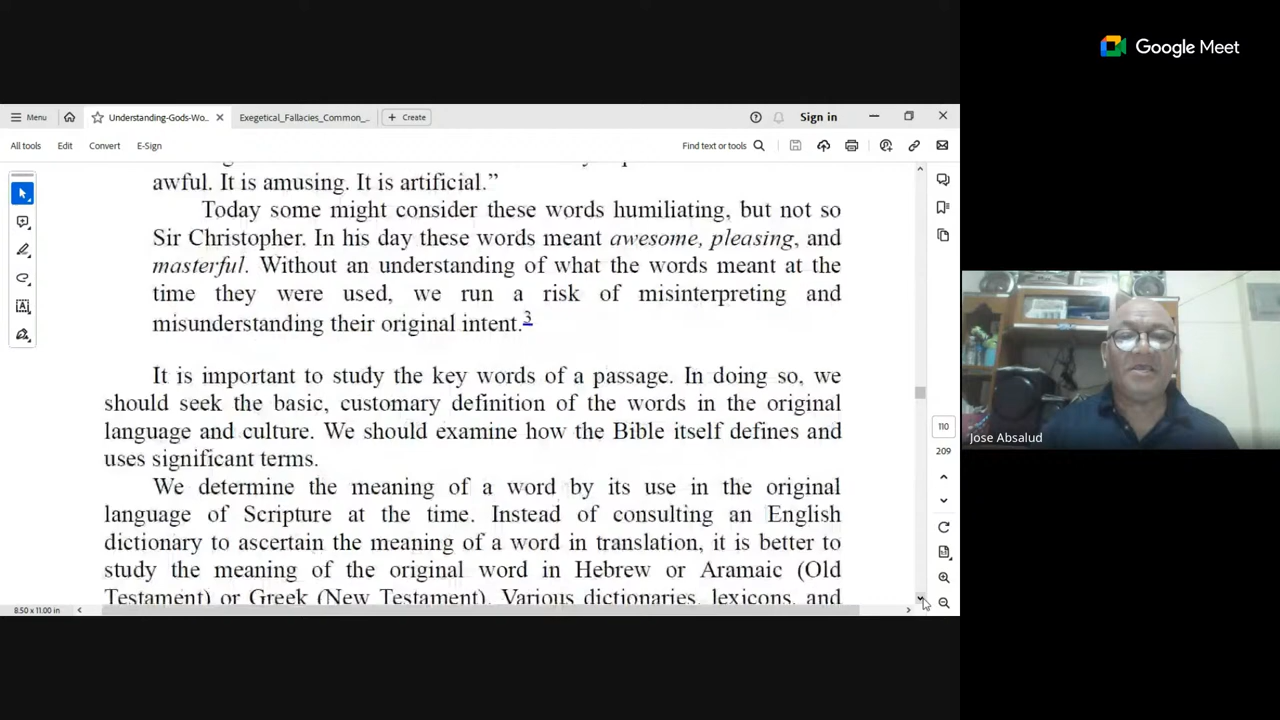 Google Meet
Menu
Understanding-Gods-Wo...
Exegetical_Fallacies_Common_...
Create
Sign in
All tools
Edit
Convert
E-Sign
Find text or tools
awful. It is amusing. It is artificial.”
Today some might consider these words humiliating, but not so
Sir Christopher. In his day these words meant awesome, pleasing, and
masterful. Without an understanding of what the words meant at the
time they were used, we run a risk of misinterpreting and
misunderstanding their original intent.3
It is important to study the key words of a passage. In doing so, we
should seek the basic, customary definition of the words in the original
language and culture. We should examine how the Bible itself defines and
uses significant terms.
We determine the meaning of a word by its use in the original
language of Scripture at the time. Instead of consulting an English
dictionary to ascertain the meaning of a word in translation, it is better to
study the meaning of the original word in Hebrew or Aramaic (Old
Testament) or Greek (New Testament). Various dictionaries, lexicons, and
110
209
8.50 x 11.00 in
Jose Absalud